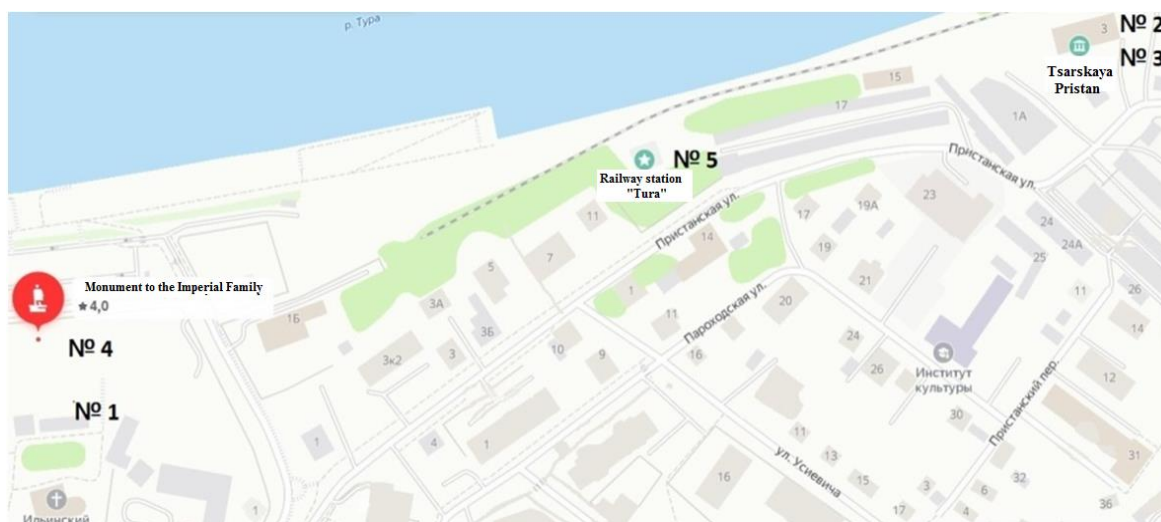 р. Тура
3
№ 2
№ 3
Tsarskaya
Pristan
15
17
1А
Railway station
"Tura"
№ 5
Пристанская ул.
Пристанская ул.
11
7
5
3А
3Б
1Б
3к2
3
14
1
11
17
19А
19
21
23
24
24А
25
11
26
14
12
Пароходская ул.
20
24
26
16
10
9
Monument to the Imperial Family
4,0
№ 4
№ 1
1
4
1
Институт
культуры
Пристанский пер.
30
31
11
13
15
17
16
ул. Усиевича
3
6
4
32
36
1
Ильинский